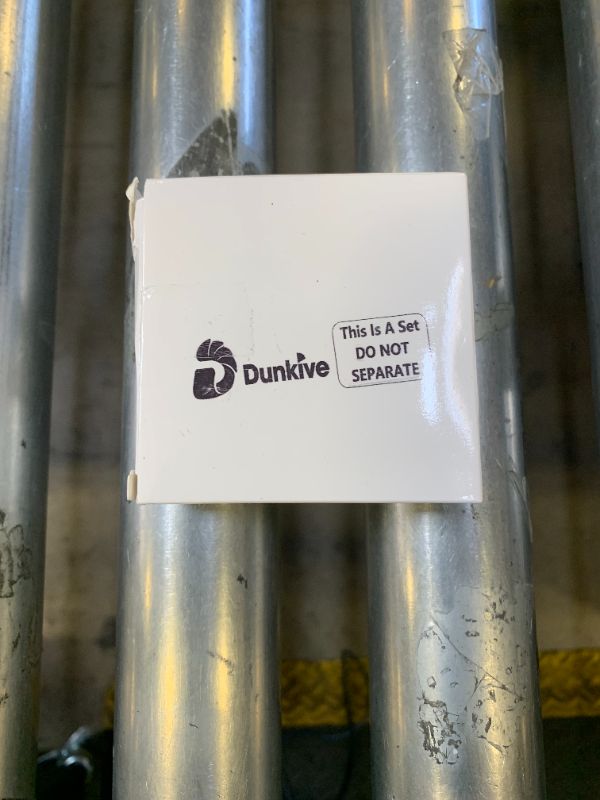 Dunkive
This Is A Set
DO NOT
SEPARATE